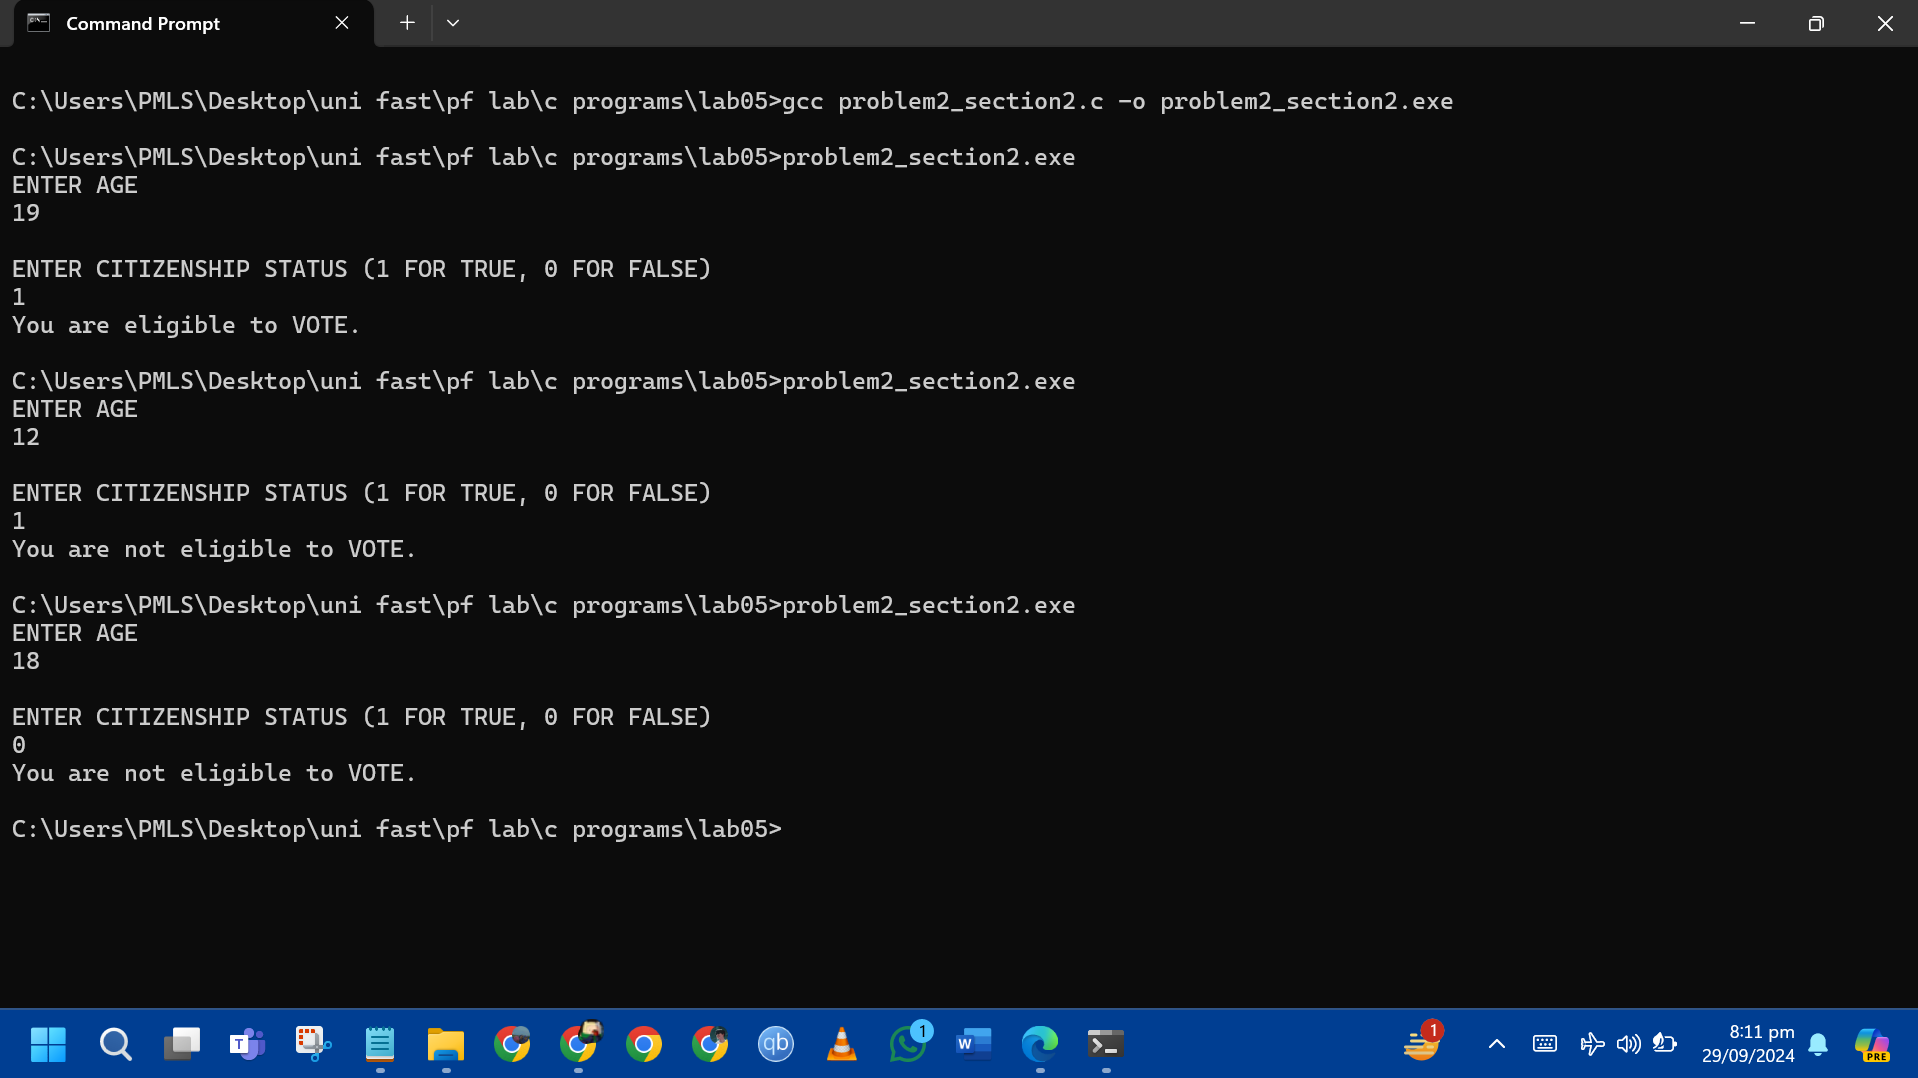 Command Prompt
C:\Users\PMLS\Desktop\uni fast\pf lab\c programs\lab05>gcc problem2_section2.c -o problem2_section2.exe
C:\Users\PMLS\Desktop\uni fast\pf lab\c programs\lab05>problem2_section2.exe
ENTER AGE
19
ENTER CITIZENSHIP STATUS (1 FOR TRUE, 0 FOR FALSE)
1
You are eligible to VOTE.
C:\Users\PMLS\Desktop\uni fast\pf lab\c programs\lab05>problem2_section2.exe
ENTER AGE
12
ENTER CITIZENSHIP STATUS (1 FOR TRUE, 0 FOR FALSE)
1
You are not eligible to VOTE.
C:\Users\PMLS\Desktop\uni fast\pf lab\c programs\lab05>problem2_section2.exe
ENTER AGE
18
ENTER CITIZENSHIP STATUS (1 FOR TRUE, 0 FOR FALSE)
0
You are not eligible to VOTE.
C:\Users\PMLS\Desktop\uni fast\pf lab\c programs\lab05>
T
qb
1
W
1
8:11 pm
29/09/2024
PRE